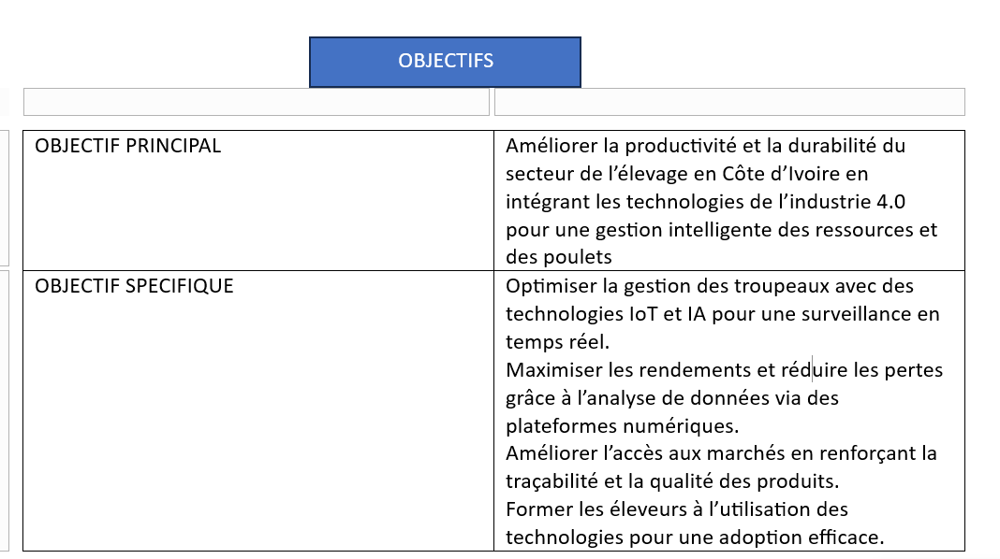 OBJECTIFS
OBJECTIF PRINCIPAL
Améliorer la productivité et la durabilité du
secteur de l’élevage en Côte d’Ivoire en
intégrant les technologies de l’industrie 4.0
pour une gestion intelligente des ressources et
des poulets
OBJECTIF SPECIFIQUE
Optimiser la gestion des troupeaux avec des
technologies IoT et IA pour une surveillance en
temps réel.
Maximiser les rendements et réduire les pertes
grâce à l’analyse de données via des
plateformes numériques.
Améliorer l’accès aux marchés en renforçant la
traçabilité et la qualité des produits.
Former les éleveurs à l’utilisation des
technologies pour une adoption efficace.